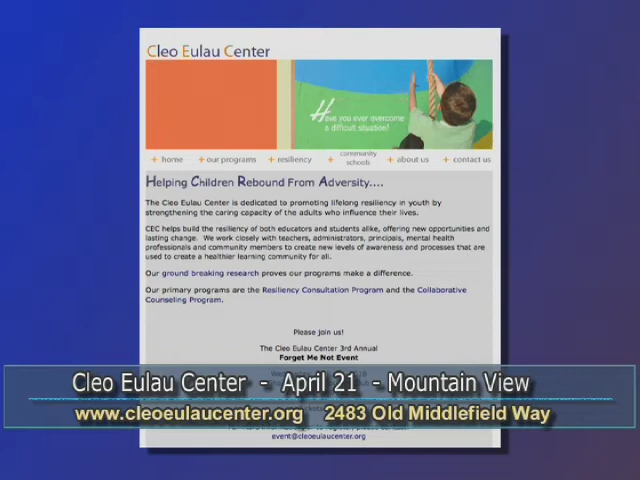 Cleo Eulau Center
Have you ever overcome
a difficult situation?
+ home + our programs + resiliency + community schools + about us + contact us
Helping Children Rebound From Adversity....
The Cleo Eulau Center is dedicated to promoting lifelong resiliency in youth by
strengthening the caring capacity of the adults who influence their lives.
CEC helps build the resiliency of both educators and students alike, offering new opportunities and
lasting change. We work closely with teachers, administrators, principals, mental health
professionals and community members to create new levels of awareness and processes that are
used to create a healthier learning community for all.
Our ground breaking research proves our programs make a difference.
Our primary programs are the Resiliency Consultation Program and the Collaborative
Counseling Program.
Please join us!
The Cleo Eulau Center 3rd Annual
Forget Me Not Event
Cleo Eulau Center - April 21 - Mountain View
www.cleoeulaucenter.org 2483 Old Middlefield Way
event@cleoeulaucenter.org